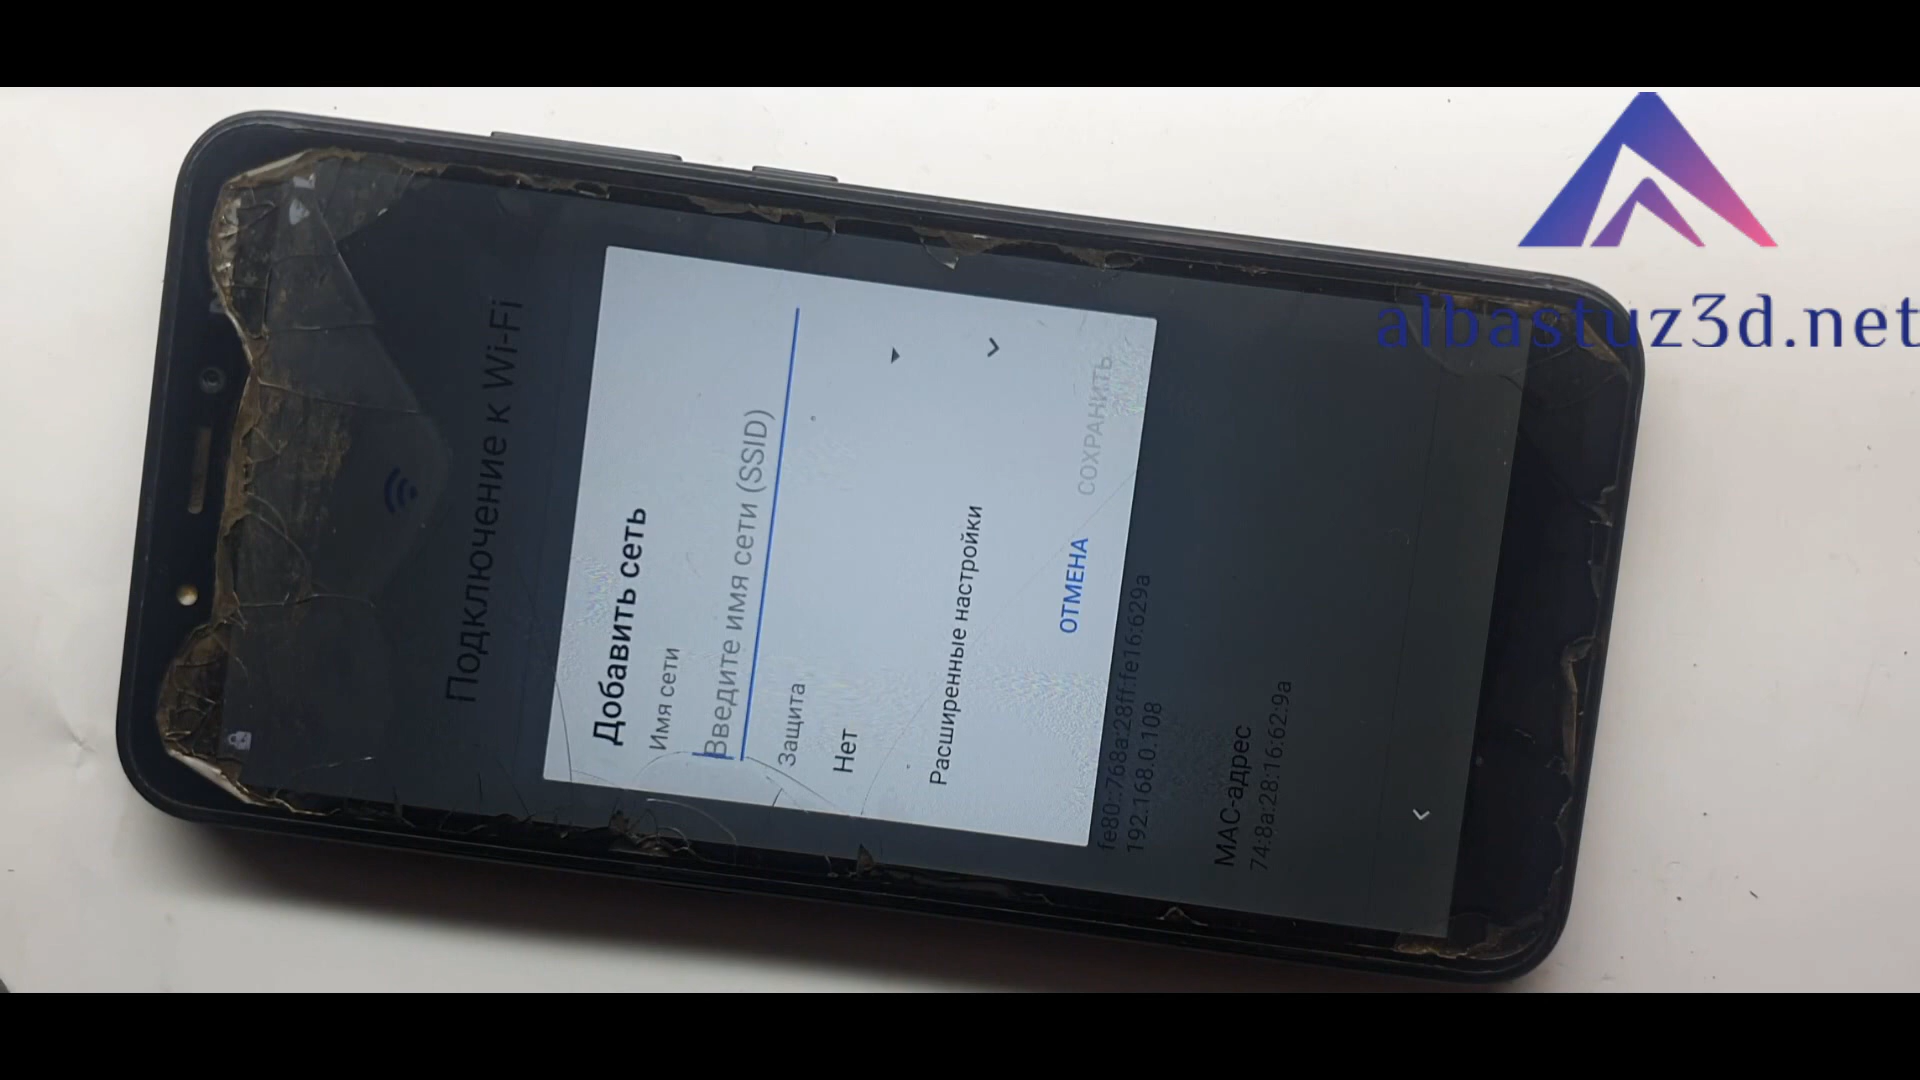 albastuz3d.net
Подключение к Wi-Fi
Добавить сеть
Имя сети
Введите имя сети (SSID)
Защита
Нет
Расширенные настройки
ОТМЕНА СОХРАНИТЬ
fe80::768a:28ff:fe16:629a
192.168.0.108
MAC-адрес
74:8a:28:16:62:9a